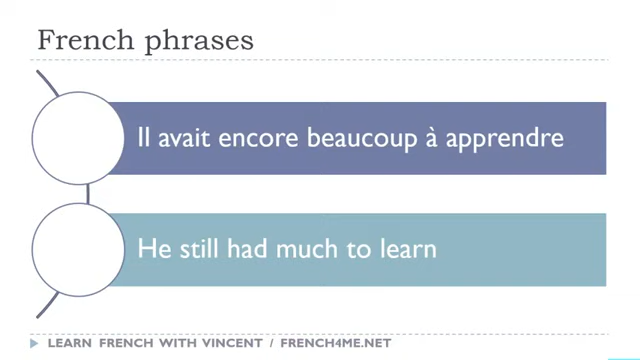 French phrases
Il avait encore beaucoup à apprendre
He still had much to learn
LEARN FRENCH WITH VINCENT / FRENCH4ME.NET